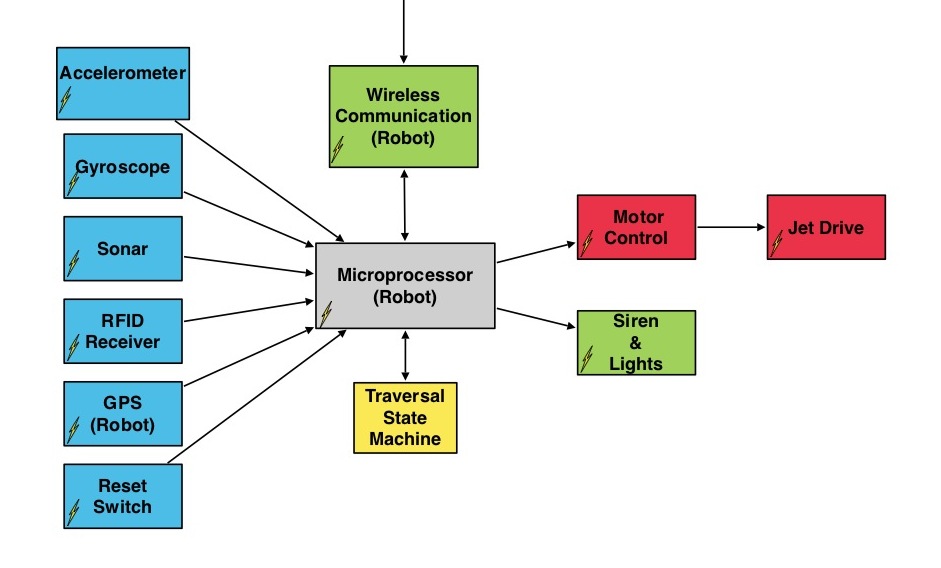 Accelerometer
Gyroscope
Sonar
RFID
Receiver
GPS
(Robot)
Reset
Switch
Wireless
Communication
(Robot)
Microprocessor
(Robot)
Traversal
State
Machine
Motor
Control
Jet Drive
Siren
&
Lights